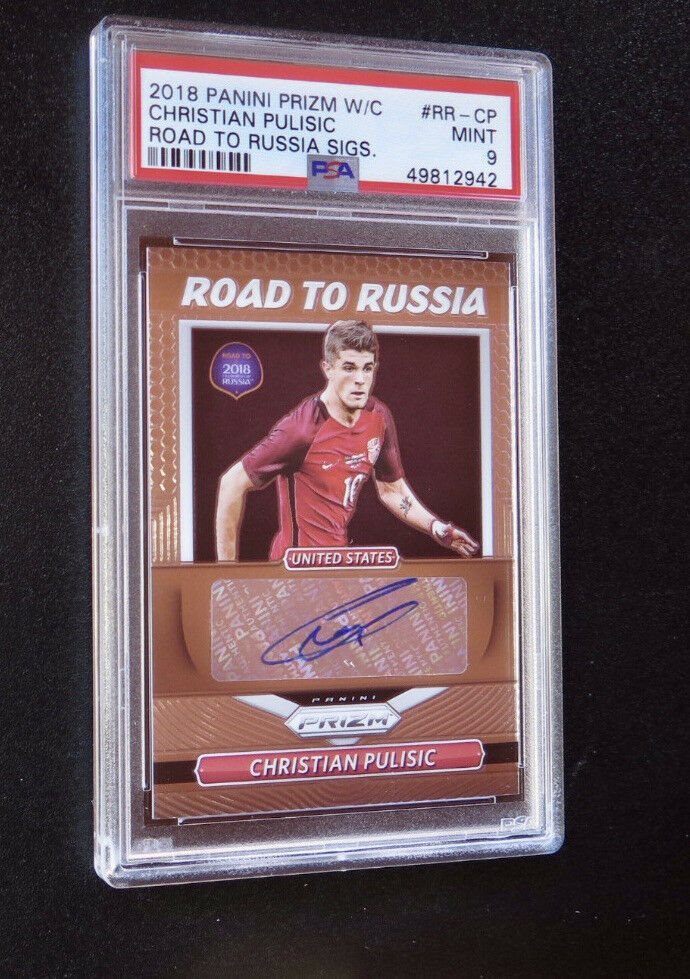 2018 PANINI PRIZM W/C #RR-CP
CHRISTIAN PULISIC MINT
ROAD TO RUSSIA SIGS. 9
PSA 49812942
ROAD TO RUSSIA
ROAD TO
2018
RUSSIA
10
UNITED STATES
PANINI
PRIZM
CHRISTIAN PULISIC